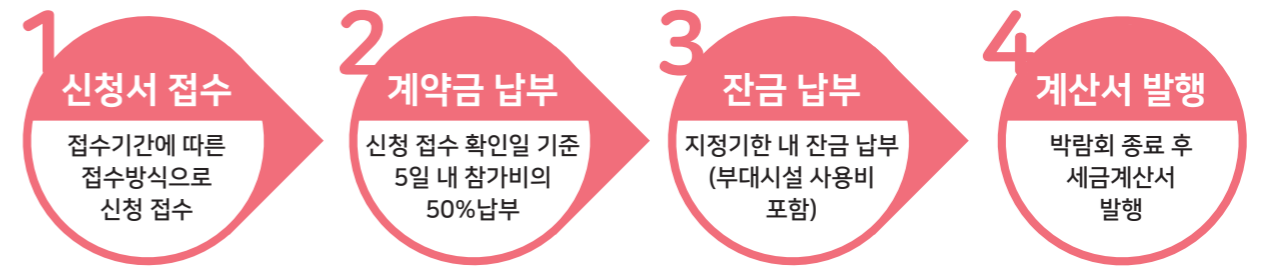 1
신청서 접수
접수기간에 따른
접수방식으로
신청 접수
2
계약금 납부
신청 접수 확인일 기준
5일 내 참가비의
50%납부
3
잔금 납부
지정기한 내 잔금 납부
(부대시설 사용비
포함)
4
계산서 발행
박람회 종료 후
세금계산서
발행